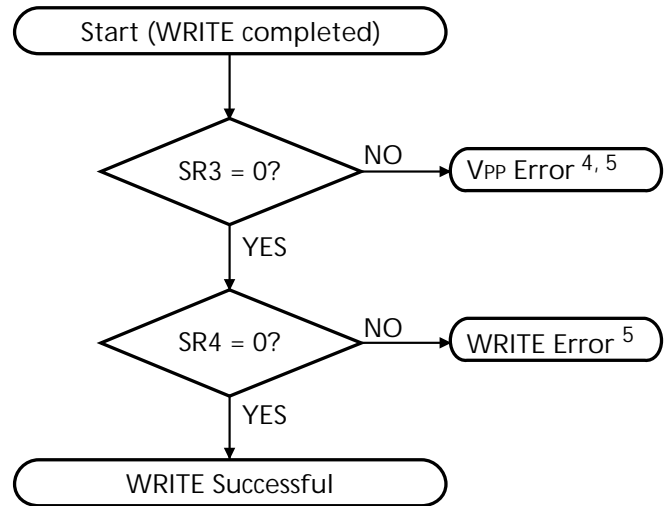 Start (WRITE completed)
SR3 = 0?
NO
VPP Error 4, 5
YES
SR4 = 0?
NO
WRITE Error 5
YES
WRITE Successful